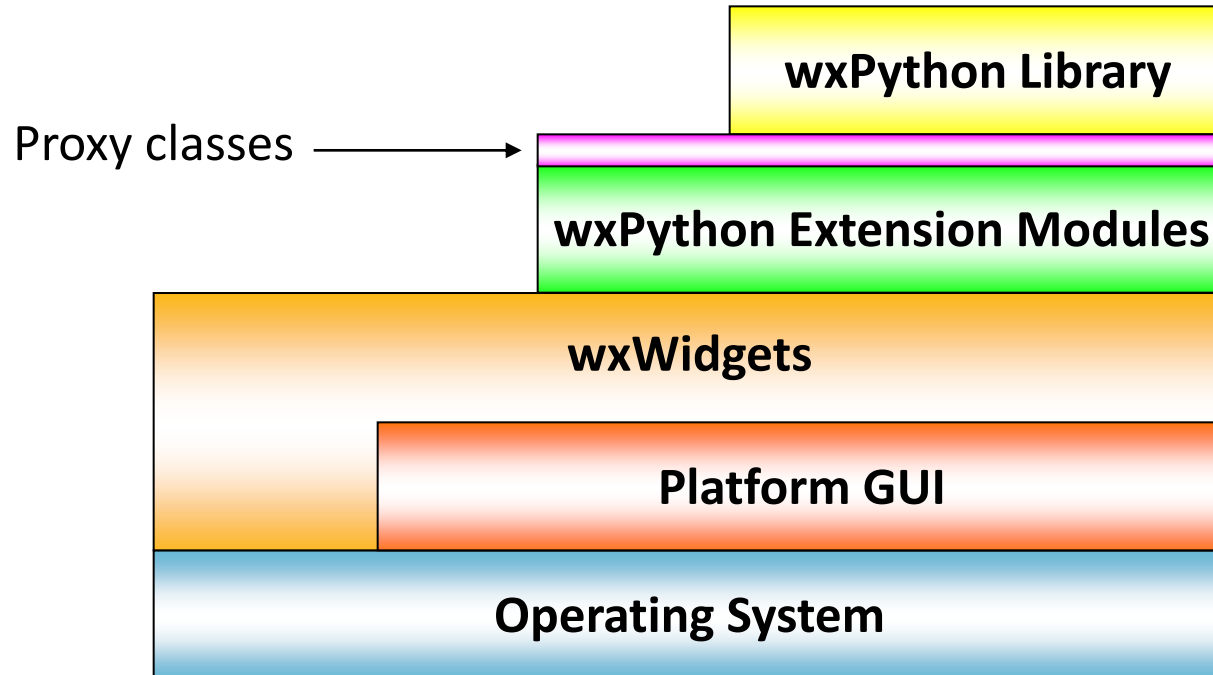 wxPython Library
Proxy classes
wxPython Extension Modules
wxWidgets
Platform GUI
Operating System